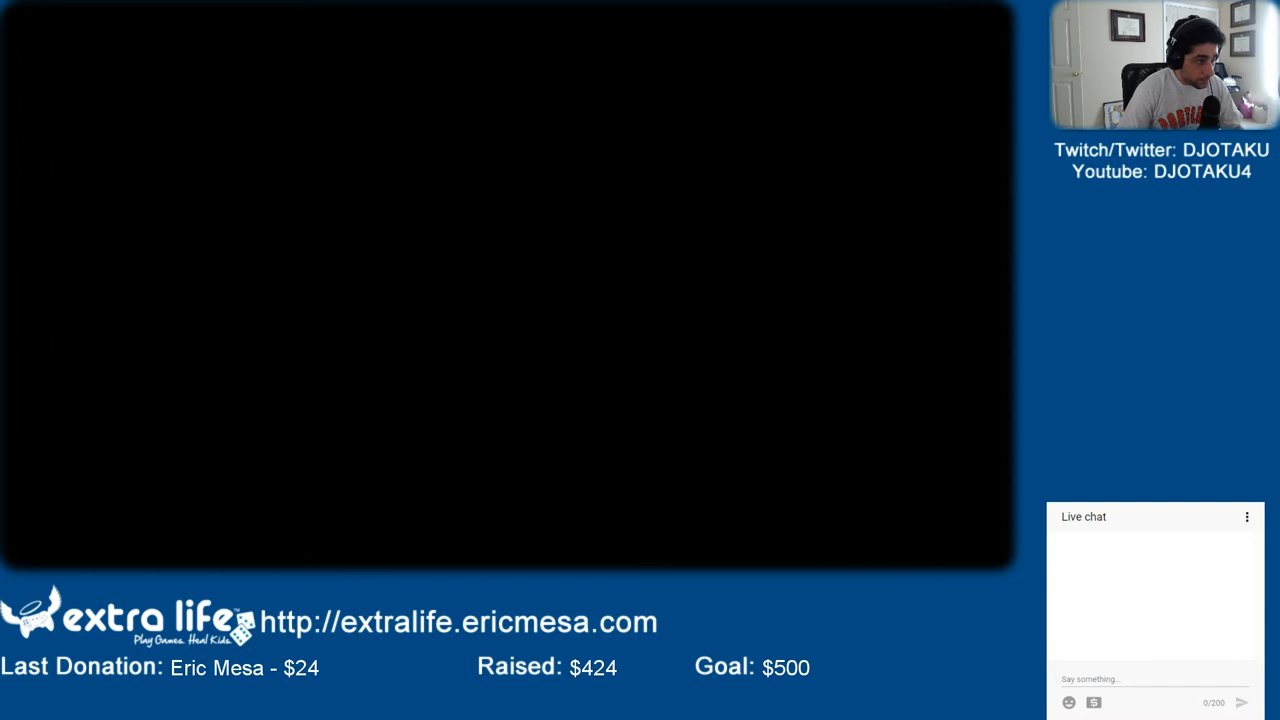 Twitch/Twitter: DJOTAKU
Youtube: DJOTAKU4
Live chat
Say something...
0/200
extra life
Play Games. Heal Kids.
http://extralife.ericmesa.com
Last Donation: Eric Mesa - $24
Raised: $424
Goal: $500